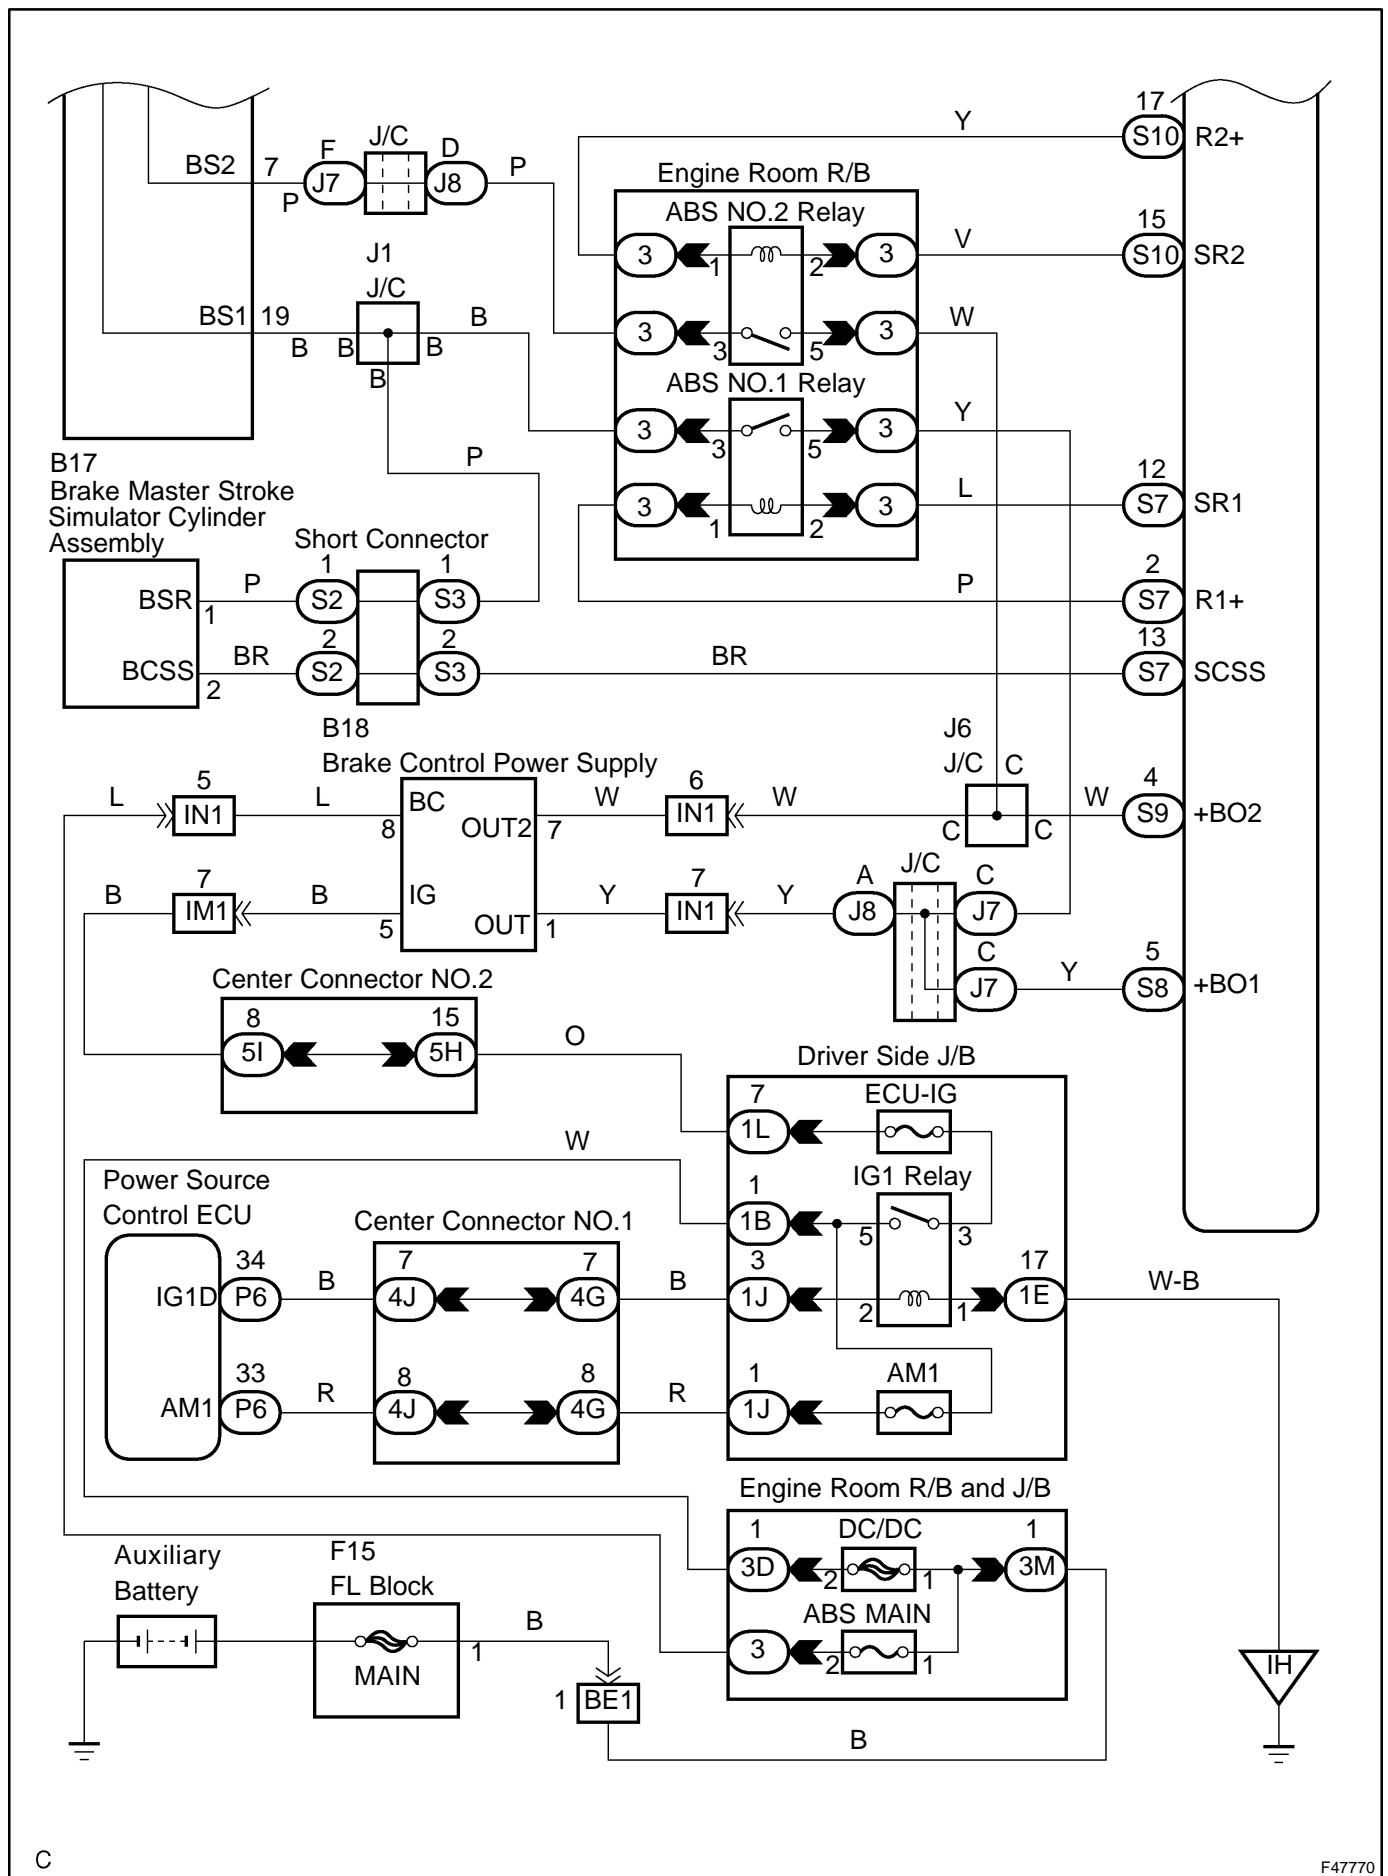 17
Y
S10 R2+
F J/C D
BS2 7 J7 J8 P
P
Engine Room R/B
ABS NO.2 Relay
15
3 1 2 3 V S10 SR2
J1
J/C
BS1 19 B B B B
B
3 3 5 3 W
ABS NO.1 Relay
3 3 5 3 Y
P
12
3 1 2 3 L S7 SR1
B17
Brake Master Stroke
Simulator Cylinder
Assembly
Short Connector
1 1 2
BSR 1 P S2 S3 P S7 R1+
2 2 13
BCSS 2 BR S2 S3 BR S7 SCSS
B18
Brake Control Power Supply
J6
J/C C
5 6 4
L IN1 L 8 BC OUT2 7 W IN1 W C C W S9 +BO2
7 7 A J/C C
B IM1 B 5 IG OUT 1 Y IN1 Y J8 J7
C 5
J7 Y S8 +BO1
Center Connector NO.2
8 15
5I 5H O
Driver Side J/B
7 ECU-IG
1L
W
Power Source
Control ECU
IG1 Relay
1
1B 5 3
Center Connector NO.1
34 7 7 3 17
IG1D P6 B 4J 4G B 1J 2 1 1E W-B
33 8 8 1 AM1
AM1 P6 R 4J 4G R 1J
Engine Room R/B and J/B
1 DC/DC 1
3D 2 1 3M
Auxiliary
Battery
F15
FL Block
ABS MAIN
3 2 1
B
MAIN 1
1 BE1
B
IH
C
F47770